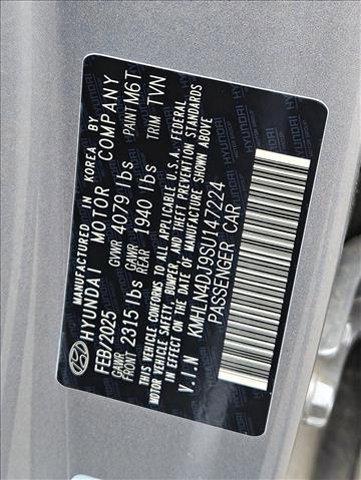 MANUFACTURED IN KOREA BY
HYUNDAI MOTOR COMPANY
FEB/2025 GVWR 4079 lbs PAINT M6T
GAWR FRONT 2315 lbs GAWR REAR 1940 lbs TRIM TVN
THIS VEHICLE CONFORMS TO ALL APPLICABLE U.S.A. FEDERAL
MOTOR VEHICLE SAFETY, BUMPER, AND THEFT PREVENTION STANDARDS
IN EFFECT ON THE DATE OF MANUFACTURE SHOWN ABOVE
V.I.N KMHLN4DJ9SU147224
PASSENGER CAR